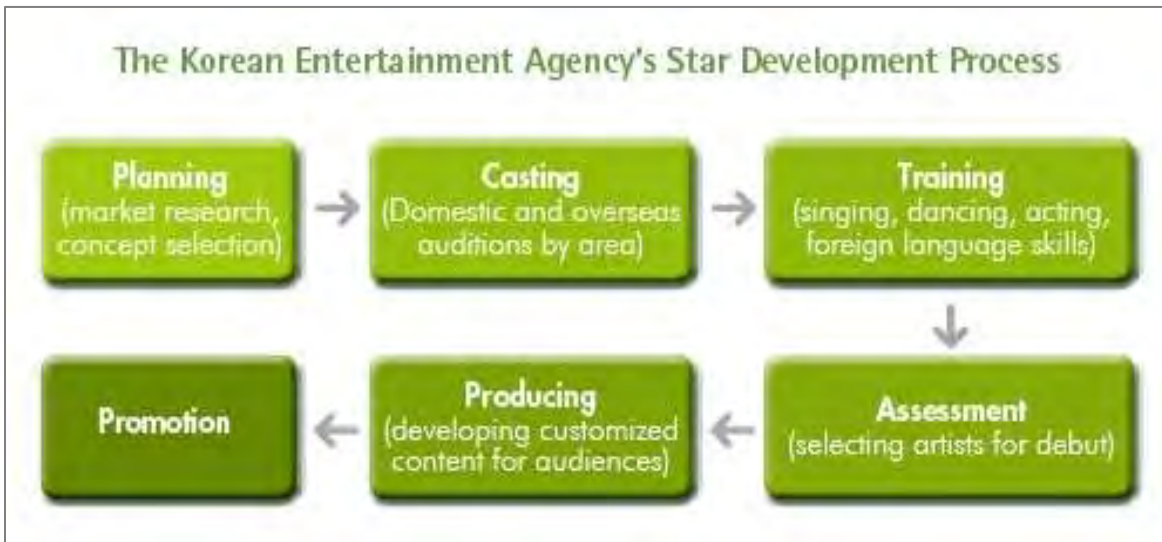 The Korean Entertainment Agency's Star Development Process
Planning
(market research,
concept selection)
Casting
(Domestic and overseas
auditions by area)
Training
(singing, dancing, acting,
foreign language skills)
Assessment
(selecting artists for debut)
Producing
(developing customized
content for audiences)
Promotion